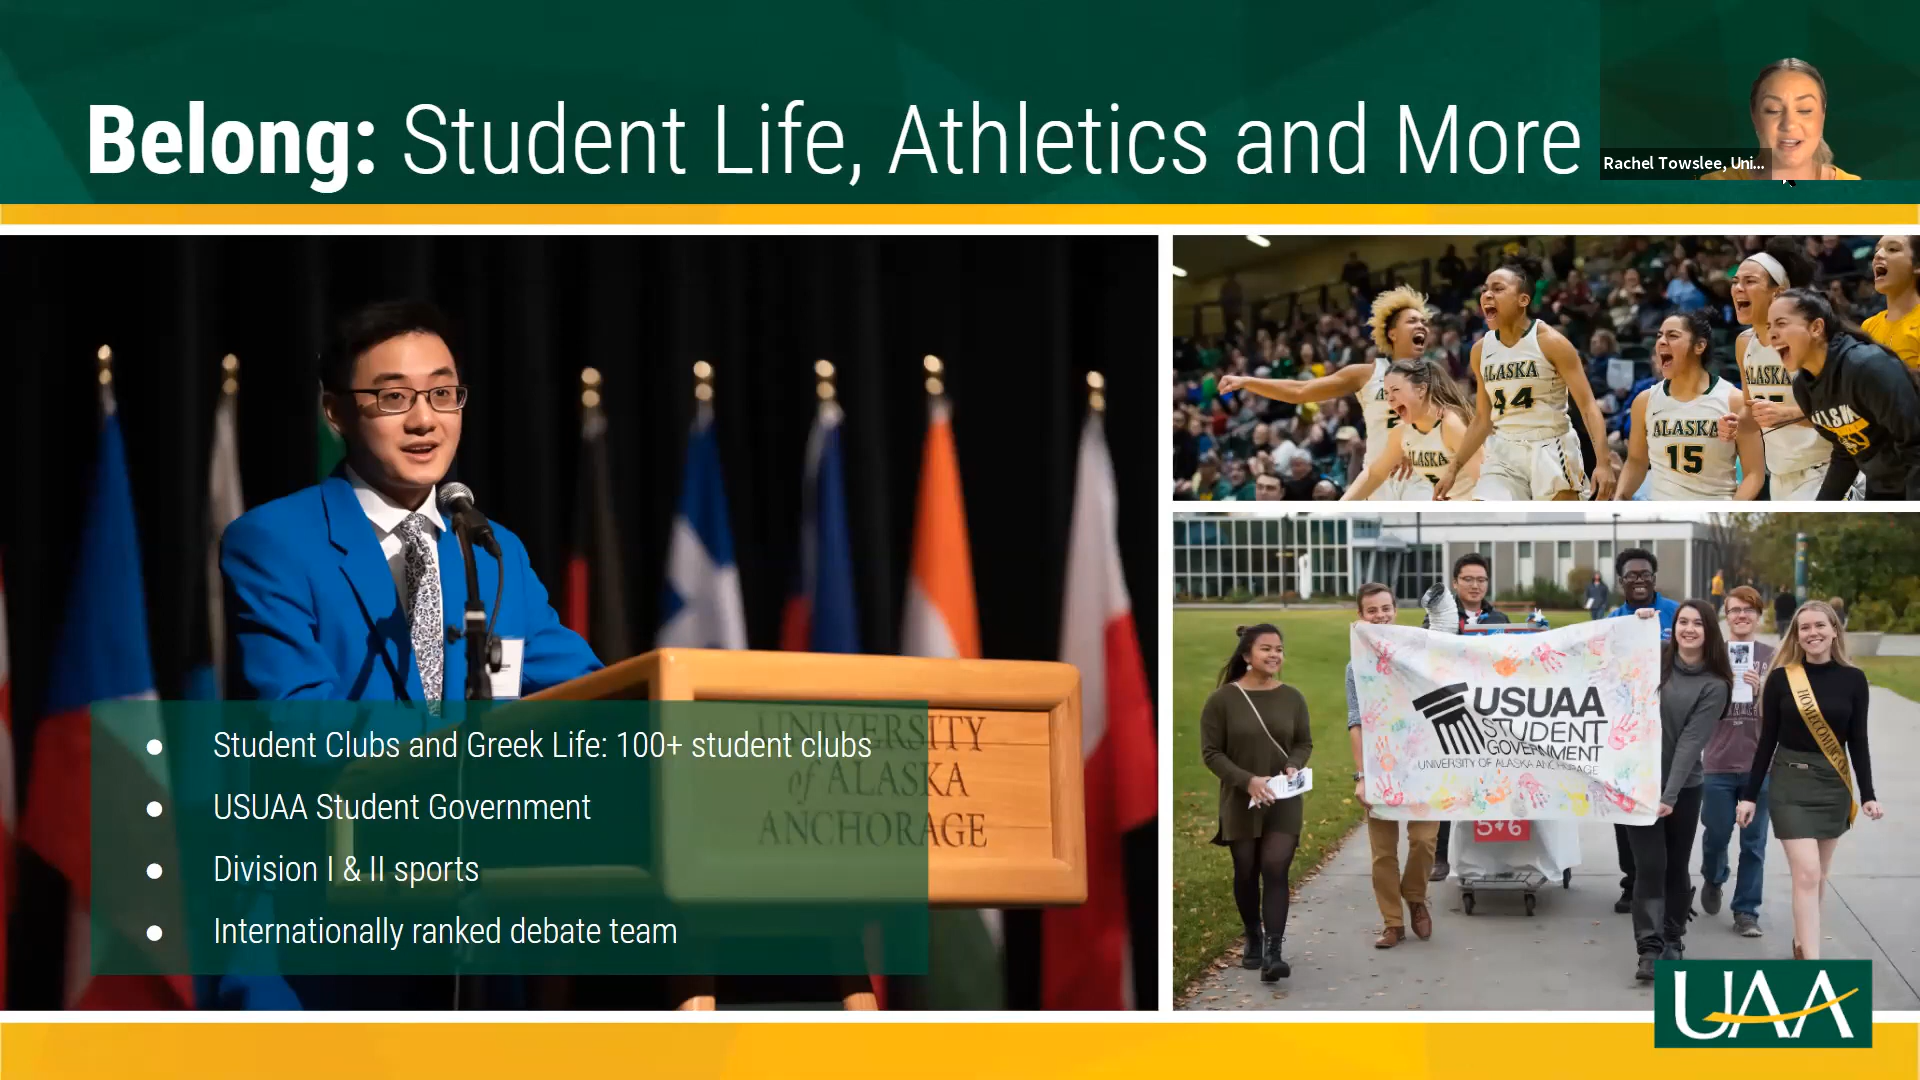 Belong: Student Life, Athletics and More
Rachel Towslee, Uni...
ALASKA
44
ALASKA
15
ALASKA
ALASKA
UNIVERSITY
of ALASKA
ANCHORAGE
● Student Clubs and Greek Life: 100+ student clubs
● USUAA Student Government
● Division I & II sports
● Internationally ranked debate team
USUAA
STUDENT
GOVERNMENT
UNIVERSITY OF ALASKA ANCHORAGE
HOMECOMING
UAA